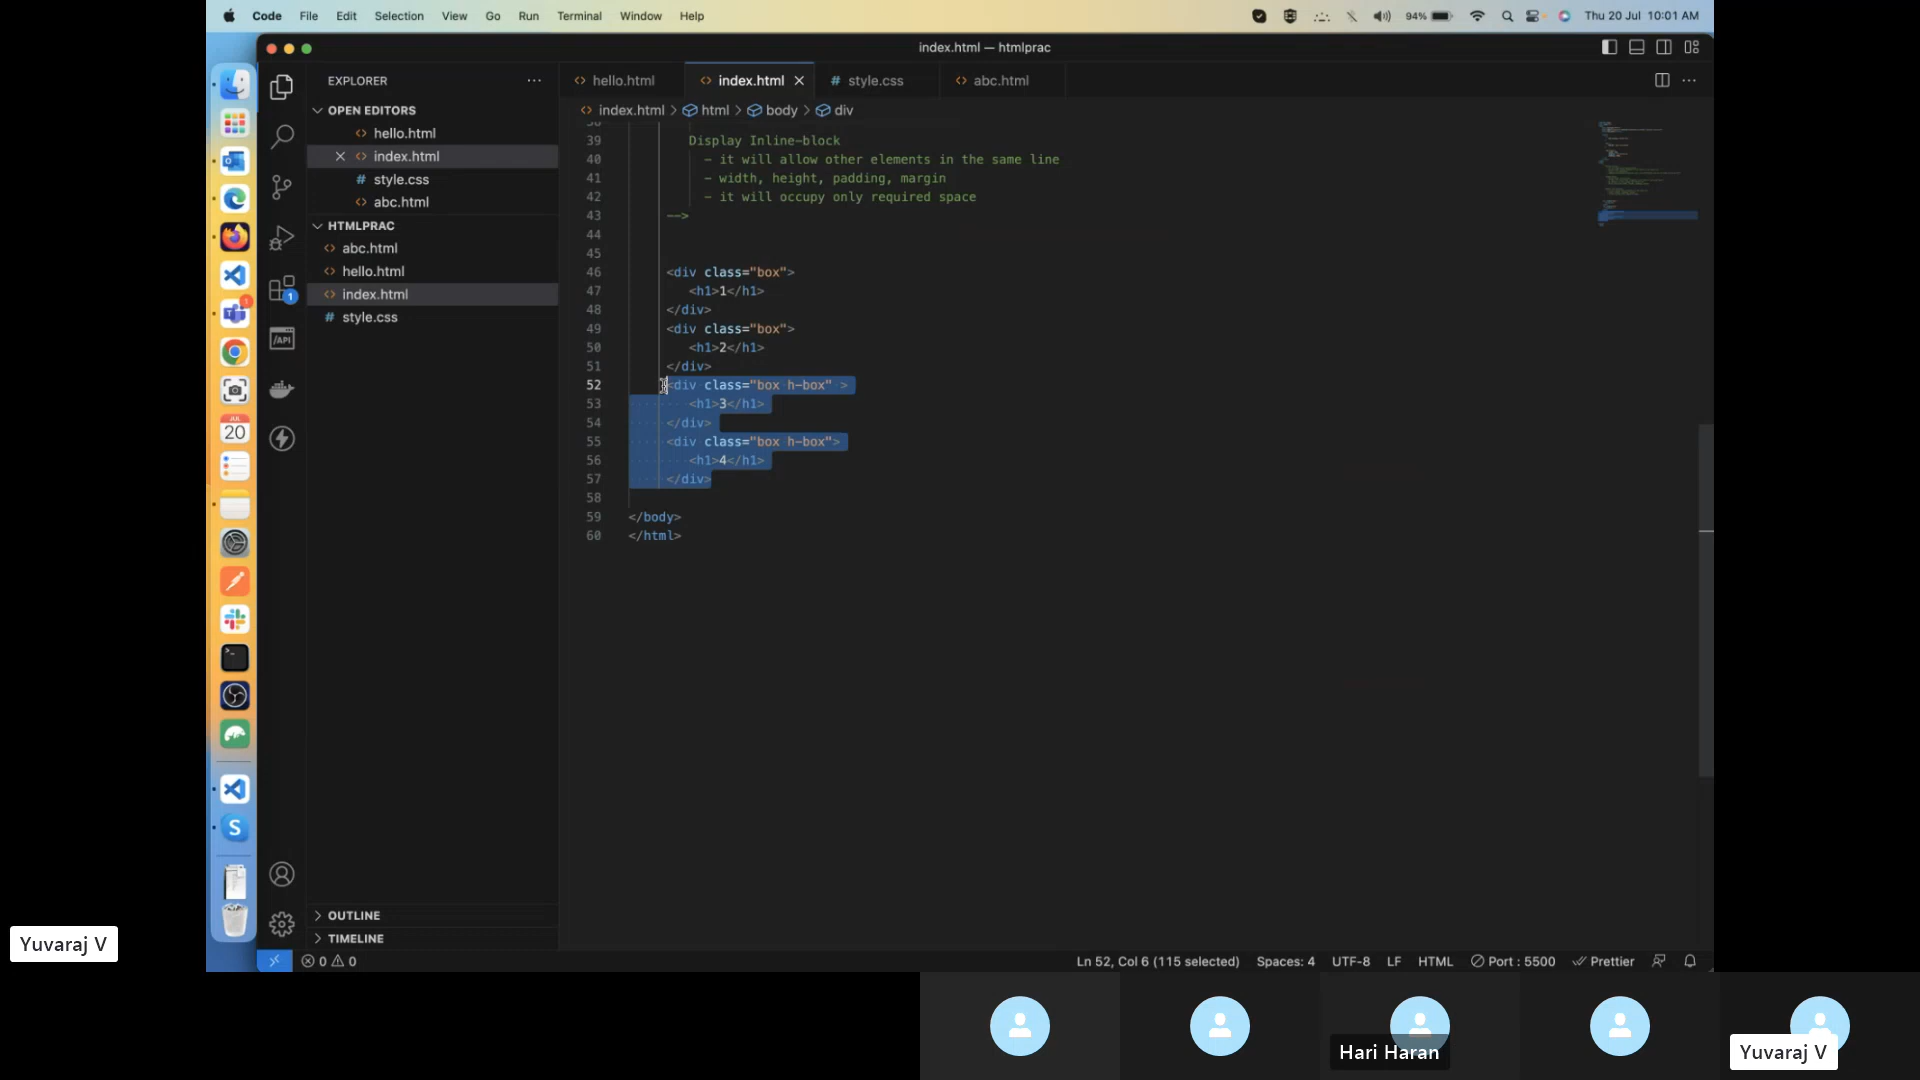 Code File Edit Selection View Go Run Terminal Window Help
94% Thu 20 Jul 10:01 AM
index.html — htmlprac
EXPLORER
hello.html index.html style.css abc.html
OPEN EDITORS
hello.html
index.html
style.css
abc.html
HTMLPRAC
abc.html
hello.html
index.html
style.css
OUTLINE
TIMELINE
index.html > html > body > div
39 Display Inline-block
40 - it will allow other elements in the same line
41 - width, height, padding, margin
42 - it will occupy only required space
43 -->
44
45
46 <div class="box">
47 <h1>1</h1>
48 </div>
49 <div class="box">
50 <h1>2</h1>
51 </div>
52 <div class="box h-box" >
53 <h1>3</h1>
54 </div>
55 <div class="box h-box">
56 <h1>4</h1>
57 </div>
58
59 </body>
60 </html>
1
/API
JUL
20
S
0 0 Ln 52, Col 6 (115 selected) Spaces: 4 UTF-8 LF HTML Port : 5500 Prettier
Yuvaraj V
Hari Haran
Yuvaraj V